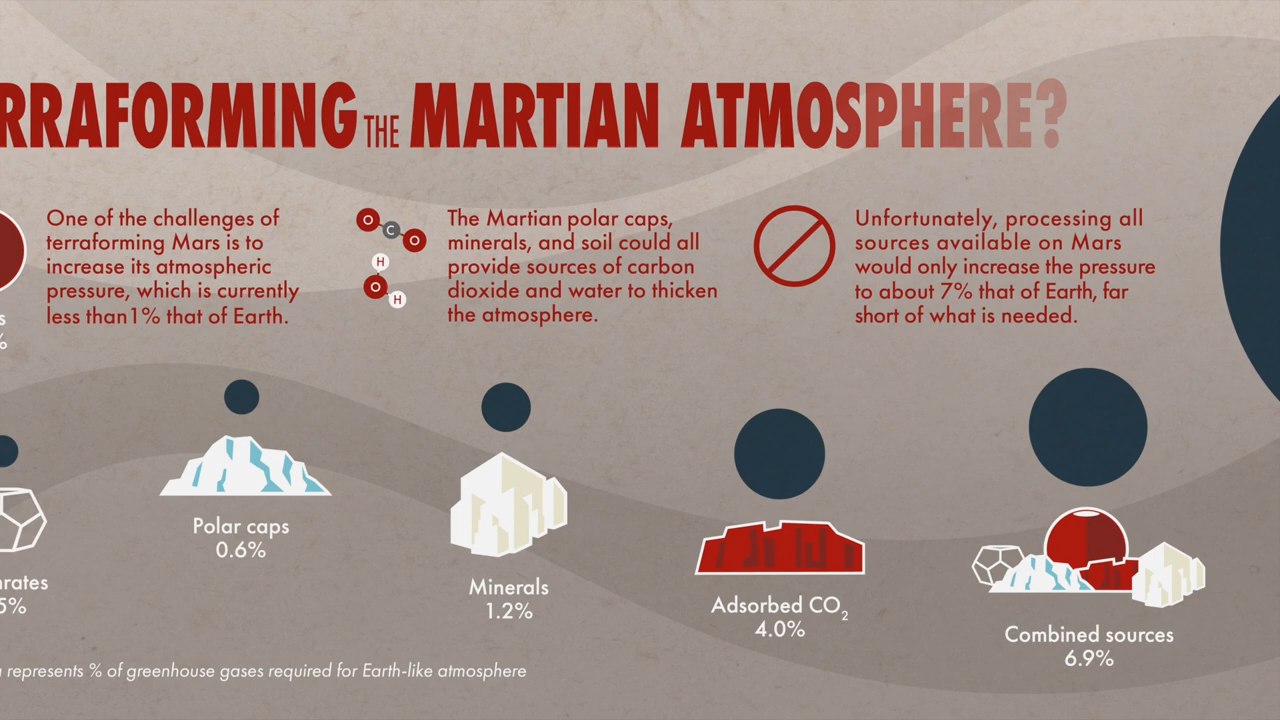 RRAFORMING THE MARTIAN ATMOSPHERE?
One of the challenges of
terraforming Mars is to
increase its atmospheric
pressure, which is currently
less than1% that of Earth.
O C O
H
O H
The Martian polar caps,
minerals, and soil could all
provide sources of carbon
dioxide and water to thicken
the atmosphere.
Unfortunately, processing all
sources available on Mars
would only increase the pressure
to about 7% that of Earth, far
short of what is needed.
s
%
rates
5%
Polar caps
0.6%
Minerals
1.2%
Adsorbed CO2
4.0%
Combined sources
6.9%
represents % of greenhouse gases required for Earth-like atmosphere